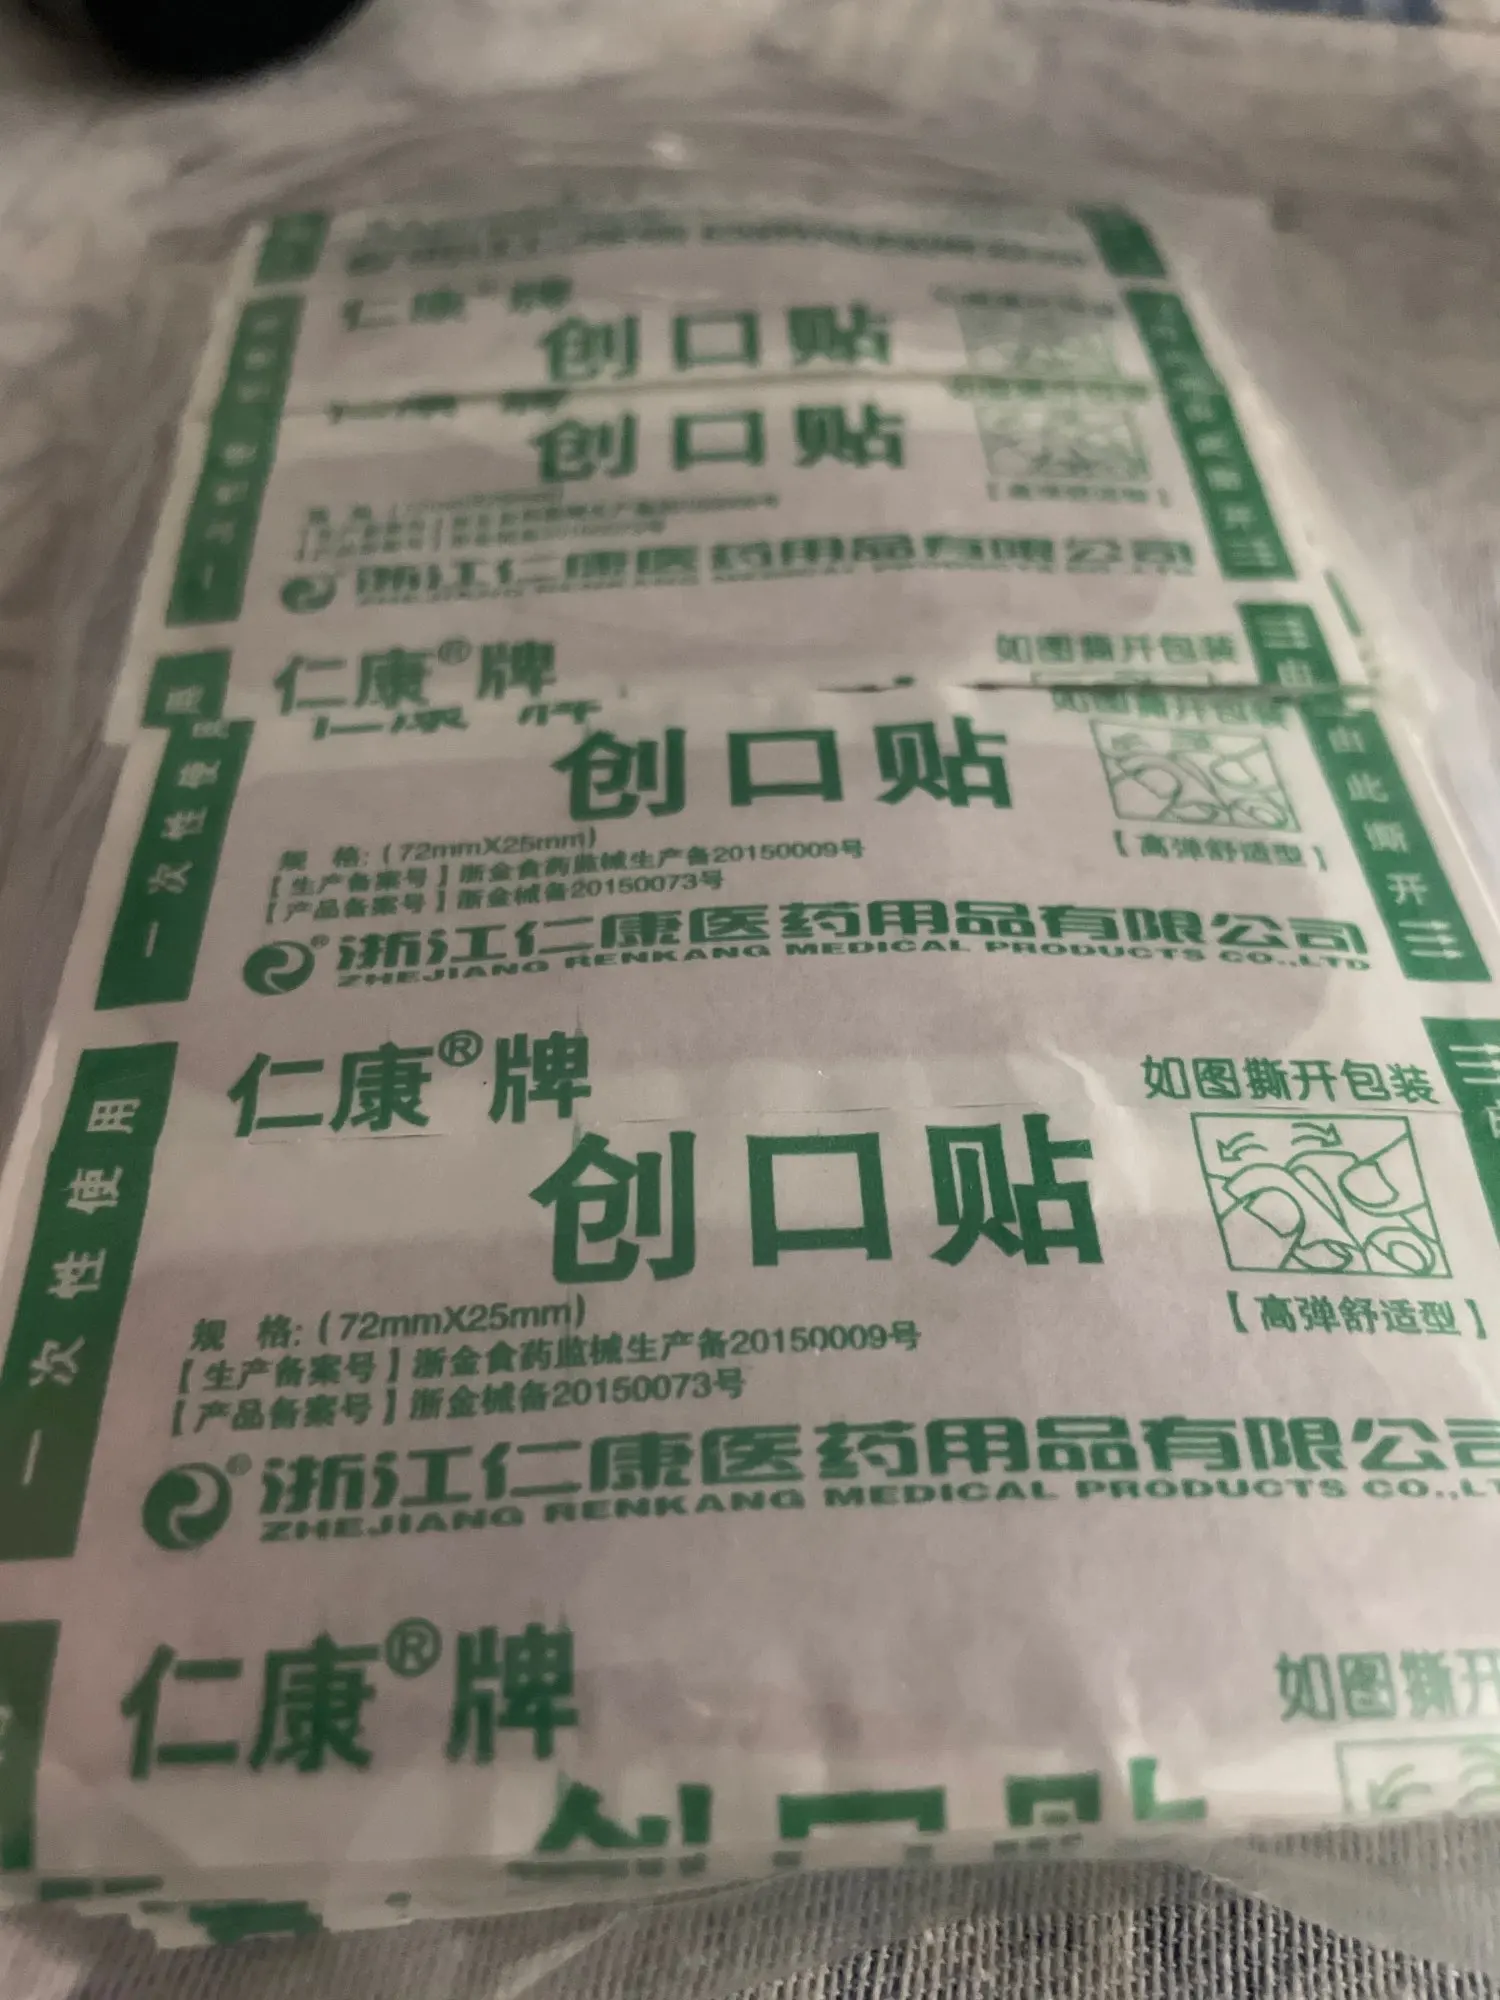 仁康®牌
创口贴
创口贴
浙江仁康医药用品有限公司
仁康®牌
如图撕开包装
创口贴
规 格:(72mmX25mm)
【生产备案号】浙金食药监械生产备20150009号
【产品备案号】浙金械备20150073号
【高弹舒适型】
浙江仁康医药用品有限公司
ZHEJIANG RENKANG MEDICAL PRODUCTS CO.,LTD
一次性使用
由此撕开
仁康®牌
如图撕开包装
创口贴
规 格:(72mmX25mm)
【生产备案号】浙金食药监械生产备20150009号
【产品备案号】浙金械备20150073号
【高弹舒适型】
浙江仁康医药用品有限公司
ZHEJIANG RENKANG MEDICAL PRODUCTS CO.,LT
一次性使用
仁康®牌
如图撕开
创口贴